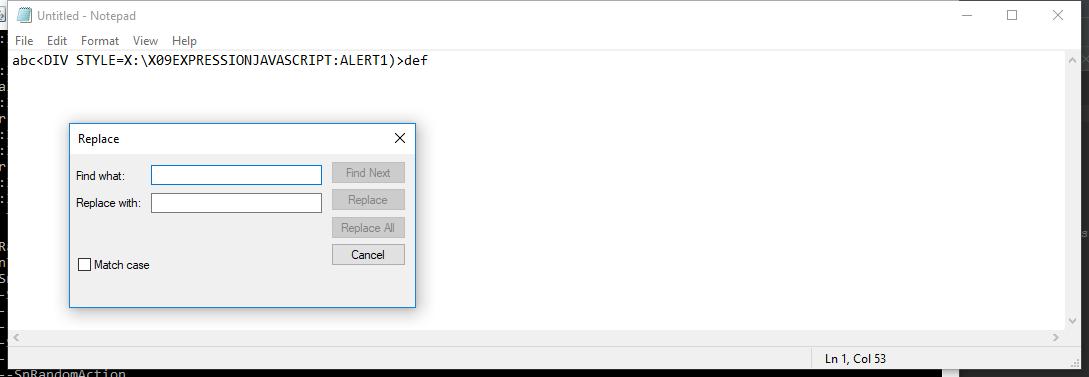 Untitled - Notepad
File Edit Format View Help
abc<DIV STYLE=X:\X09EXPRESSIONJAVASCRIPT:ALERT1)>def
Replace
Find what:
Find Next
Replace with:
Replace
Replace All
Cancel
Match case
Ln 1, Col 53
--SnRandomAction